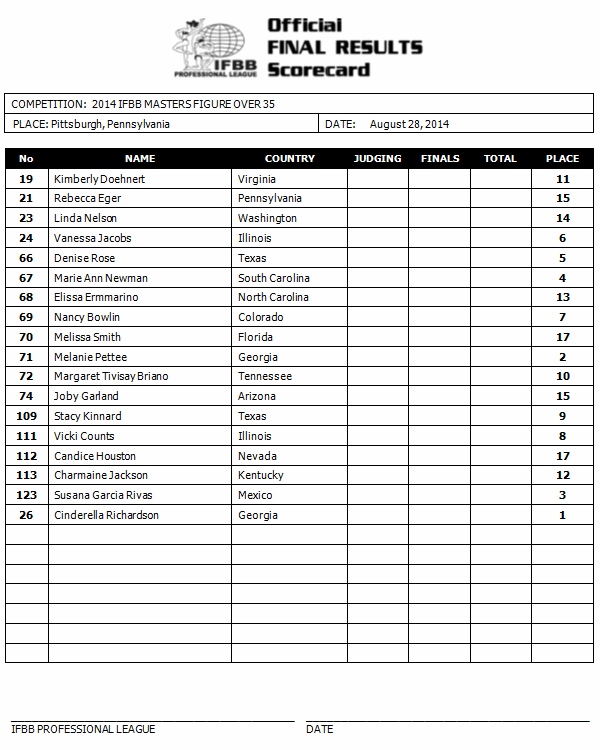 Official
FINAL RESULTS
Scorecard
IFBB
PROFESSIONAL LEAGUE
COMPETITION: 2014 IFBB MASTERS FIGURE OVER 35
PLACE: Pittsburgh, Pennsylvania DATE: August 28, 2014
No NAME COUNTRY JUDGING FINALS TOTAL PLACE
19 Kimberly Doehnert Virginia 11
21 Rebecca Eger Pennsylvania 15
23 Linda Nelson Washington 14
24 Vanessa Jacobs Illinois 6
66 Denise Rose Texas 5
67 Marie Ann Newman South Carolina 4
68 Elissa Ermmarino North Carolina 13
69 Nancy Bowlin Colorado 7
70 Melissa Smith Florida 17
71 Melanie Pettee Georgia 2
72 Margaret Tivisay Briano Tennessee 10
74 Joby Garland Arizona 15
109 Stacy Kinnard Texas 9
111 Vicki Counts Illinois 8
112 Candice Houston Nevada 17
113 Charmaine Jackson Kentucky 12
123 Susana Garcia Rivas Mexico 3
26 Cinderella Richardson Georgia 1
IFBB PROFESSIONAL LEAGUE DATE